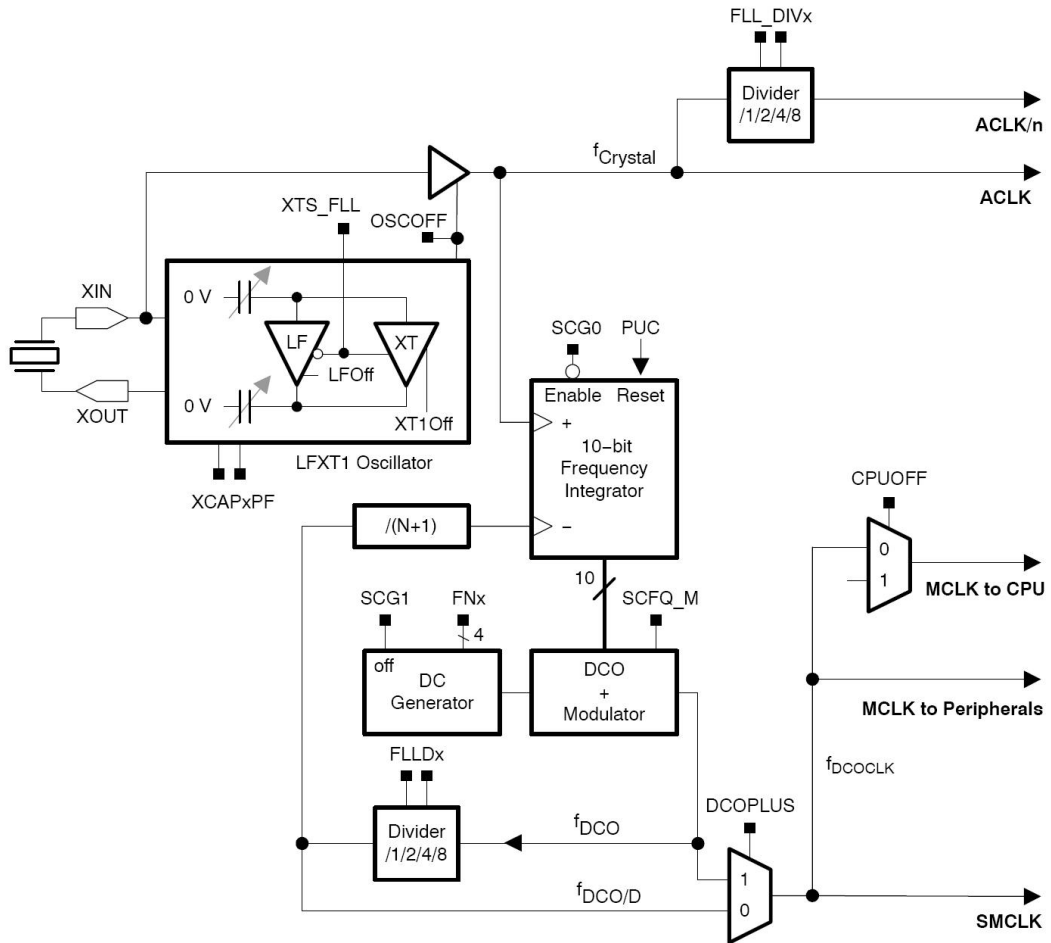 FLL_DIVx
Divider
/1/2/4/8
ACLK/n
fCrystal
ACLK
XTS_FLL
OSCOFF
XIN
0 V
LF
XT
LFOff
XOUT
0 V
XT1Off
LFXT1 Oscillator
XCAPxPF
SCG0
PUC
Enable
Reset
+
10−bit
Frequency
Integrator
−
/(N+1)
CPUOFF
0
1
MCLK to CPU
10
SCG1
FNx
SCFQ_M
4
off
DC
Generator
DCO
+
Modulator
MCLK to Peripherals
fDCOCLK
FLLDx
Divider
/1/2/4/8
fDCO
DCOPLUS
1
fDCO/D
0
SMCLK